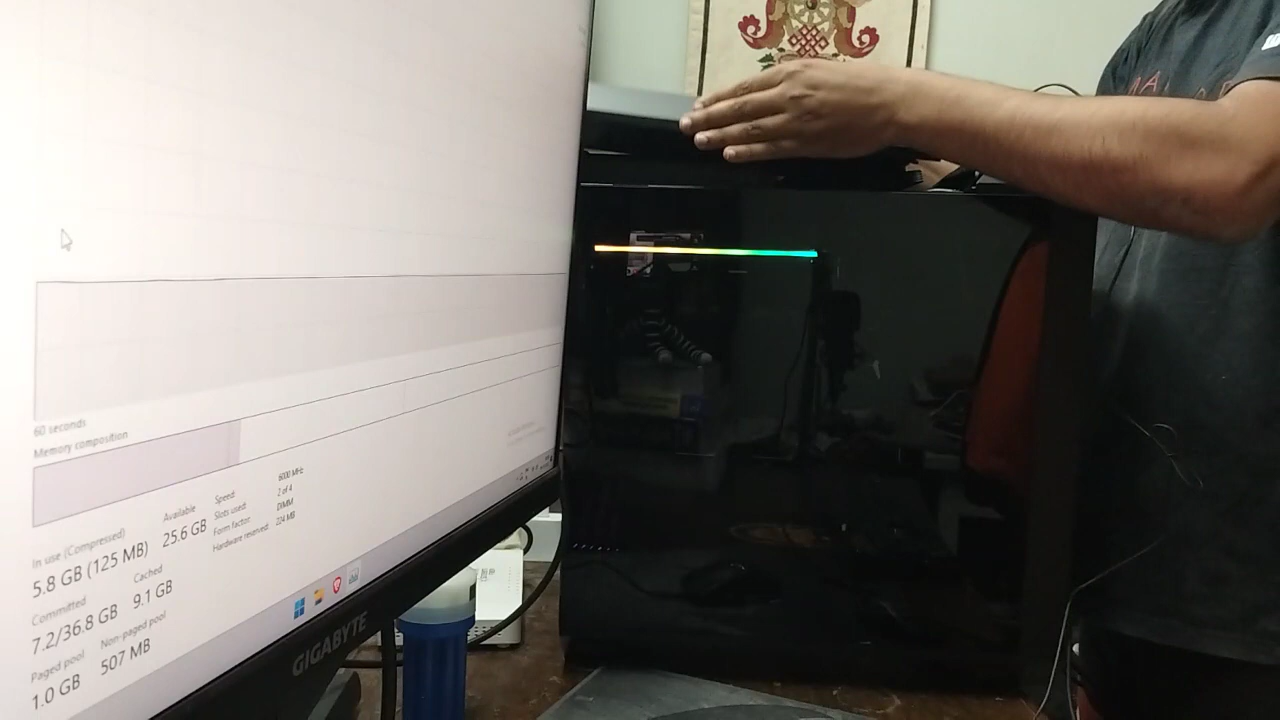 60 seconds
Memory composition
In use (Compressed)
5.8 GB (125 MB)
Available
25.6 GB
Speed:
6000 MHz
Slots used:
2 of 4
Form factor:
DIMM
Hardware reserved:
224 MB
Committed
7.2/36.8 GB
Cached
9.1 GB
Paged pool
1.0 GB
Non-paged pool
507 MB
GIGABYTE